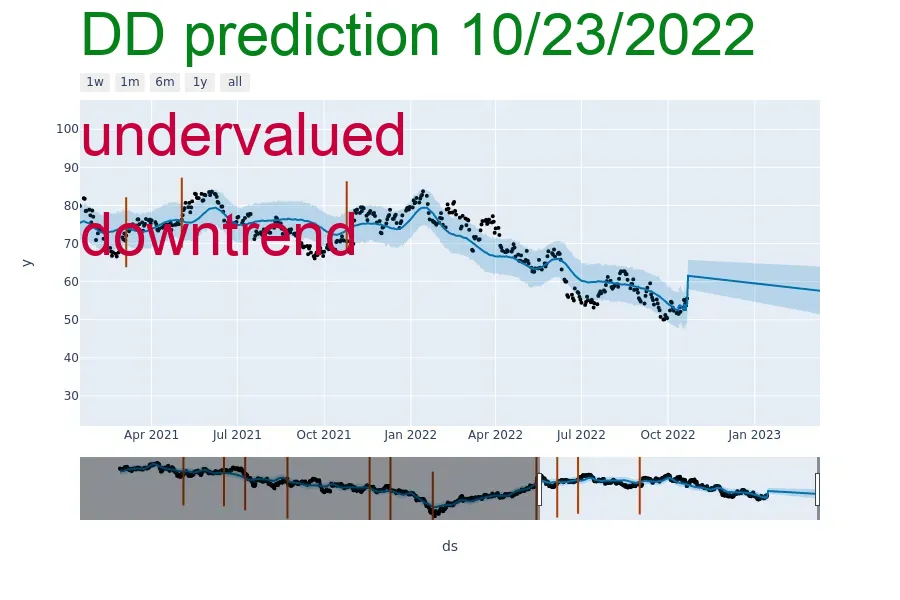 DD prediction 10/23/2022
1w 1m 6m 1y all
undervalued
downtrend
100
90
80
70
60
50
40
30
y
Apr 2021 Jul 2021 Oct 2021 Jan 2022 Apr 2022 Jul 2022 Oct 2022 Jan 2023
ds